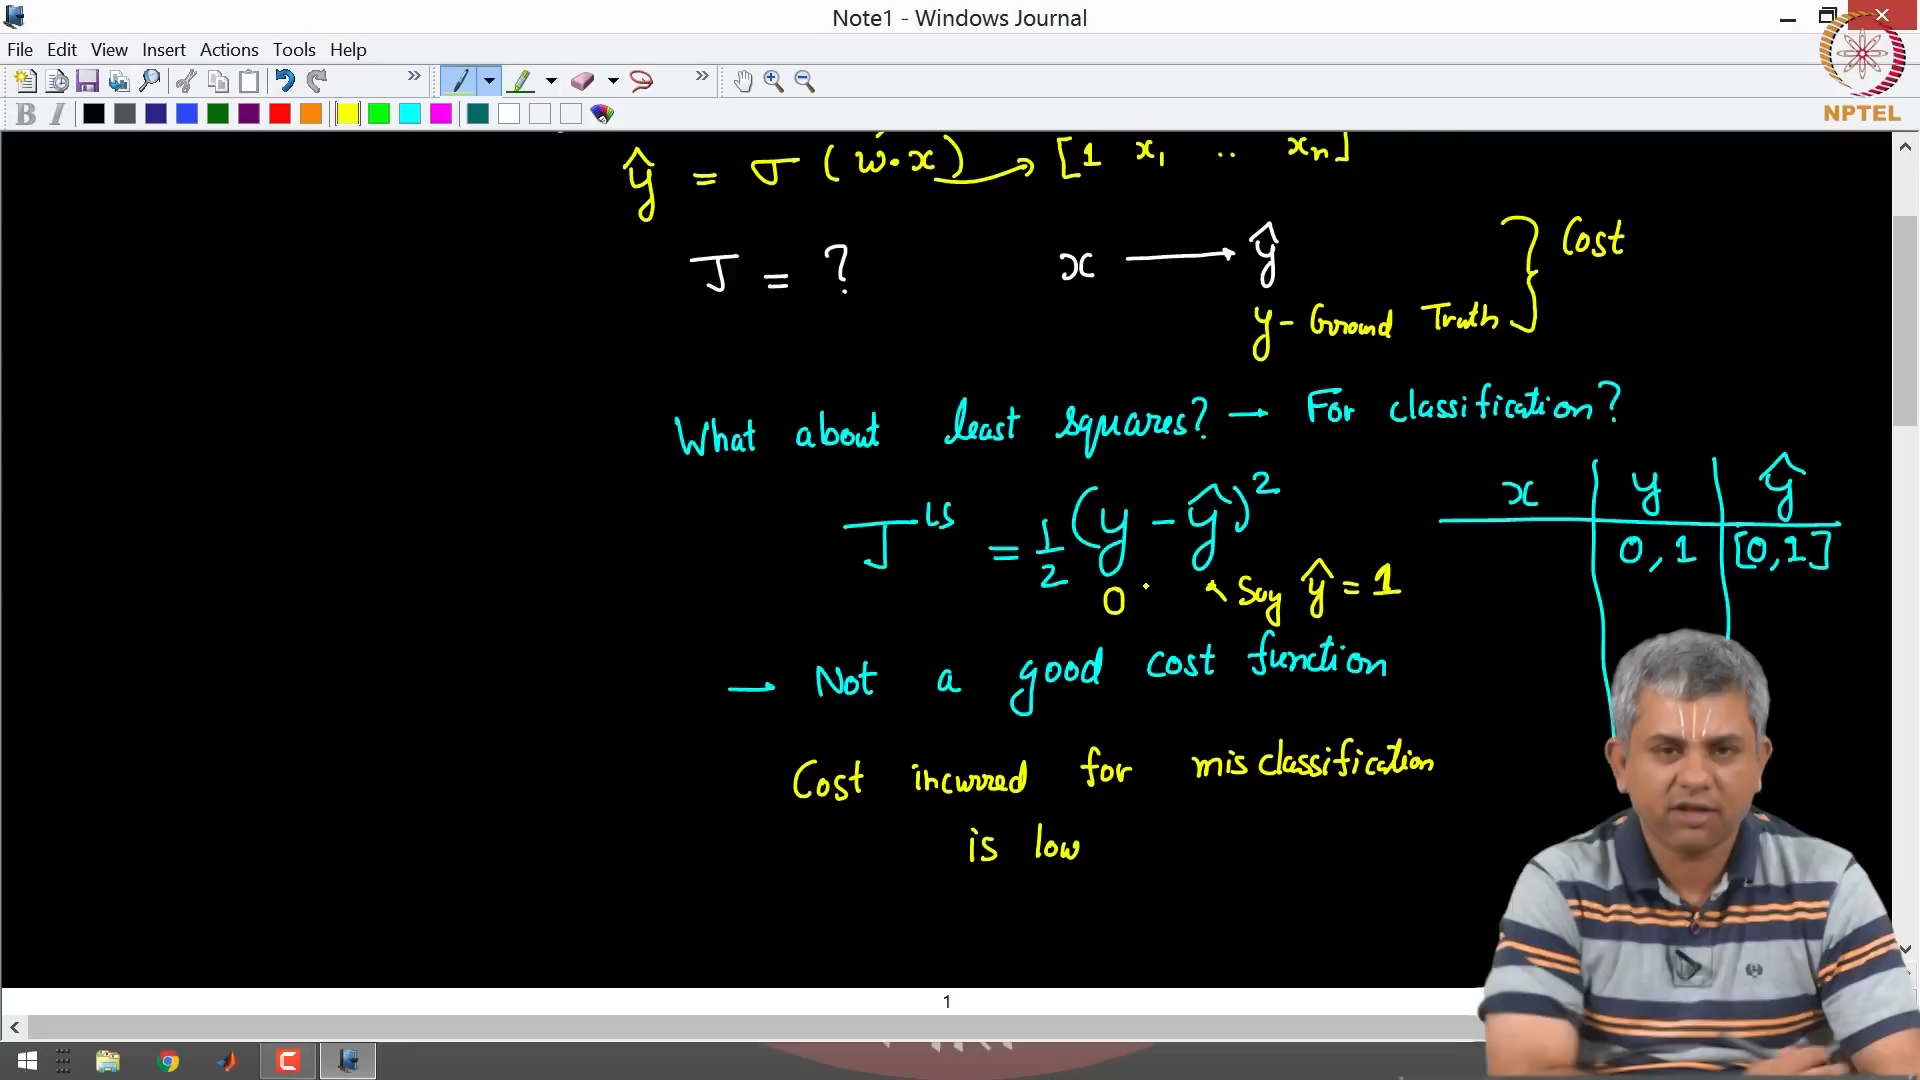 Note1 - Windows Journal
File Edit View Insert Actions Tools Help
NPTEL
ŷ = σ (w·x) → [1 x₁ .. xₙ]
J = ? x → ŷ } Cost
y - Ground Truth
What about least squares? → For classification?
x y ŷ
J^LS = 1/2 (y - ŷ)²
0, 1 [0, 1]
0 Say ŷ = 1
→ Not a good cost function
Cost incurred for misclassification
is low
1